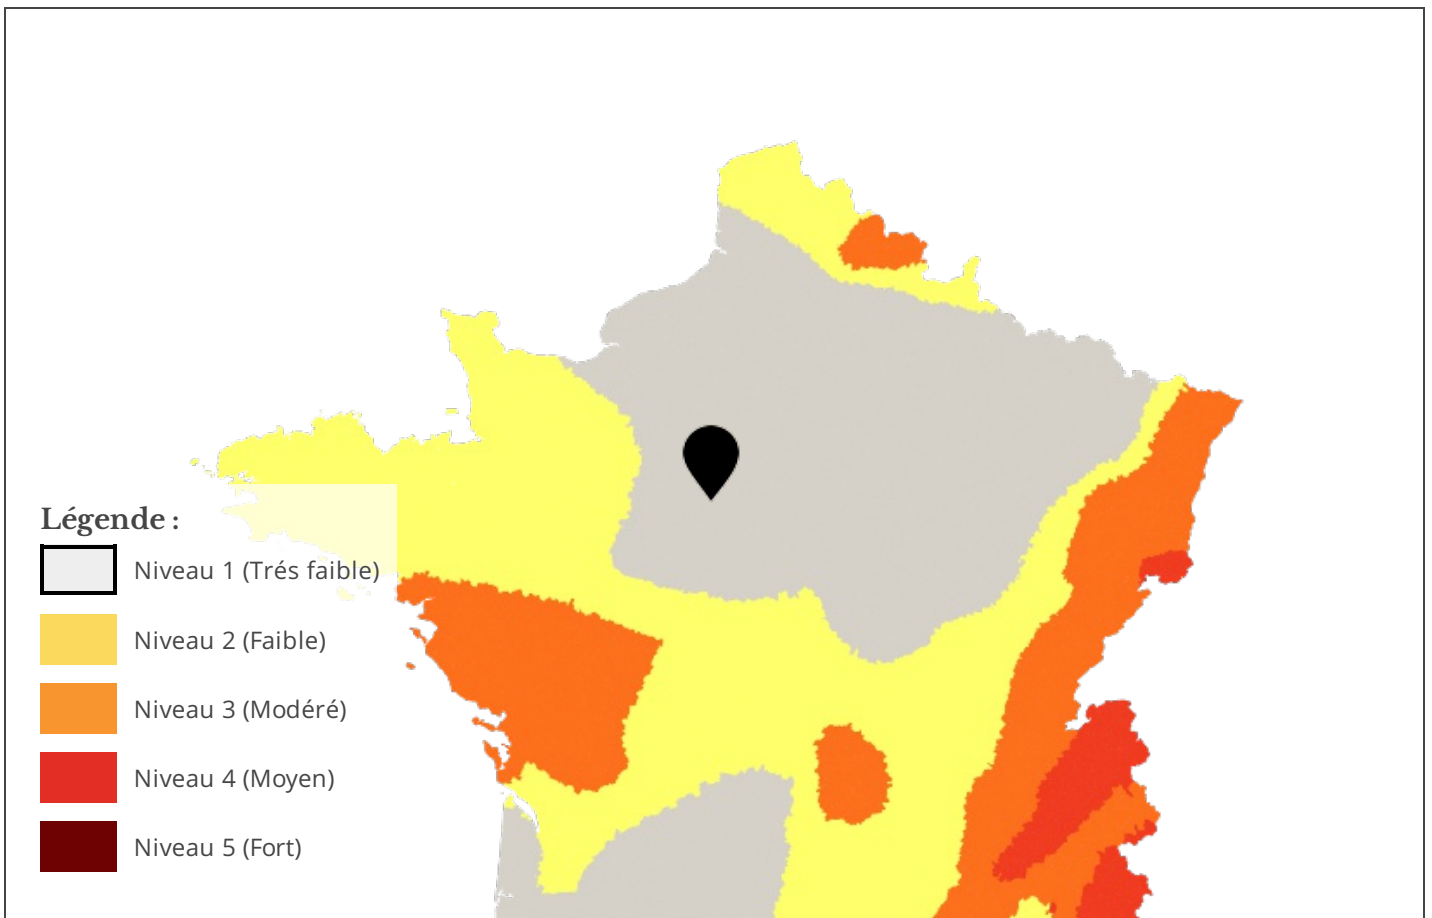 Légende :
Niveau 1 (Trés faible)
Niveau 2 (Faible)
Niveau 3 (Modéré)
Niveau 4 (Moyen)
Niveau 5 (Fort)